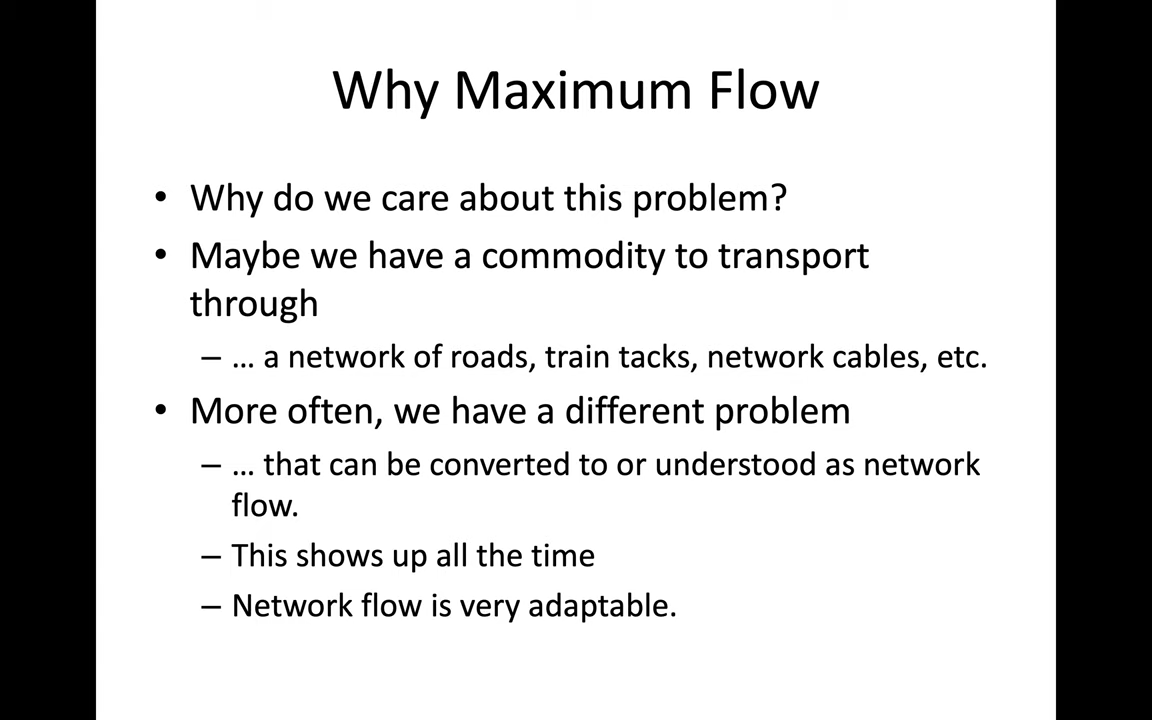 Why Maximum Flow
• Why do we care about this problem?
• Maybe we have a commodity to transport
through
– … a network of roads, train tacks, network cables, etc.
• More often, we have a different problem
– … that can be converted to or understood as network
flow.
– This shows up all the time
– Network flow is very adaptable.